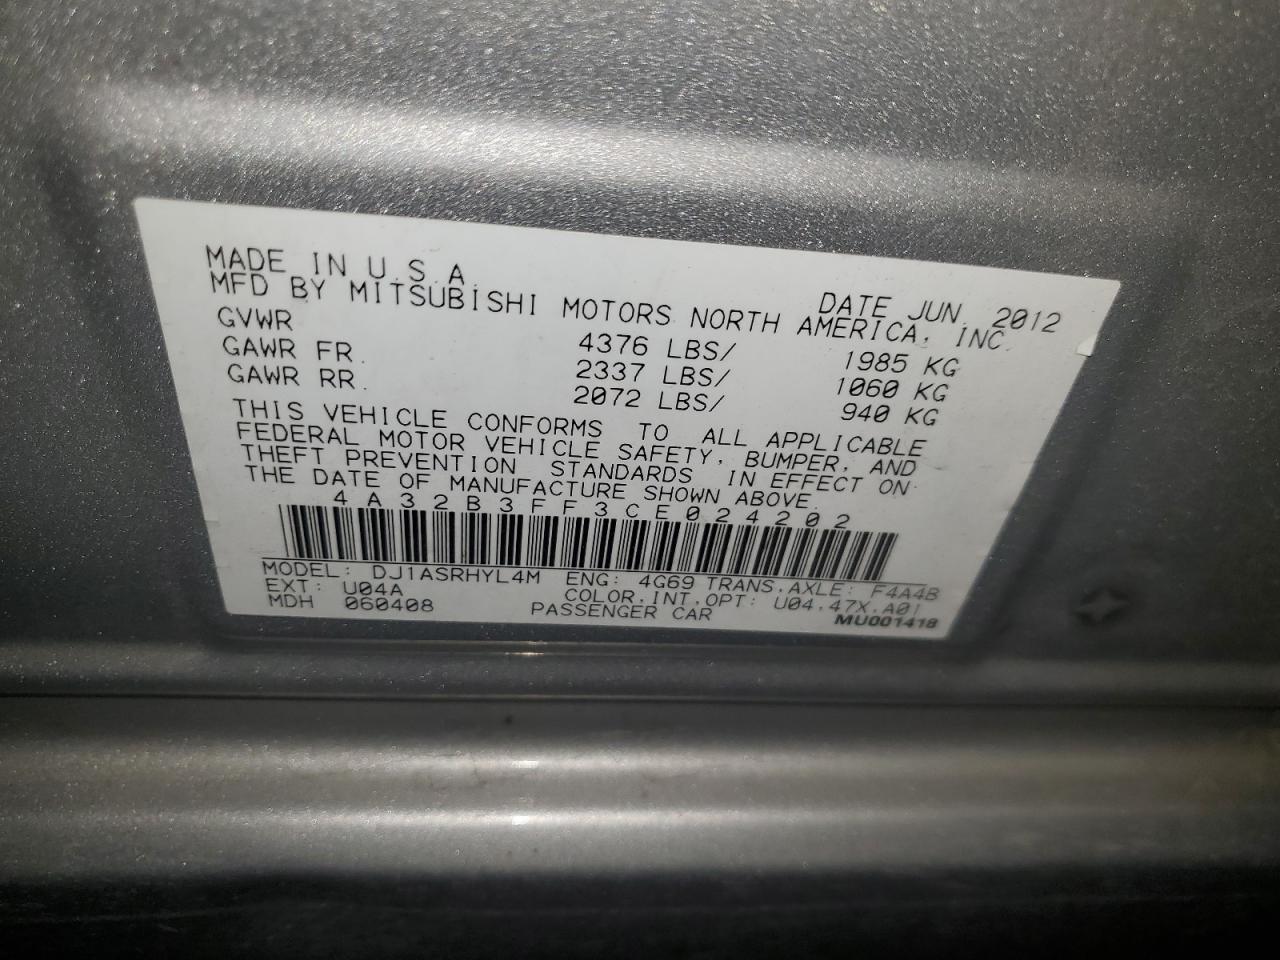 MADE IN U.S.A. DATE JUN. 2012
MFD BY MITSUBISHI MOTORS NORTH AMERICA, INC.
GVWR 4376 LBS/ 1985 KG
GAWR FR. 2337 LBS/ 1060 KG
GAWR RR. 2072 LBS/ 940 KG
THIS VEHICLE CONFORMS TO ALL APPLICABLE
FEDERAL MOTOR VEHICLE SAFETY, BUMPER, AND
THEFT PREVENTION STANDARDS IN EFFECT ON
THE DATE OF MANUFACTURE SHOWN ABOVE.
4A32B3FF3CE024202
MODEL: DJ1ASRHYL4M ENG: 4G69 TRANS.AXLE: F4A4B
EXT: U04A COLOR.INT.OPT: U04.47X.A01
MDH 060408 PASSENGER CAR MU001418